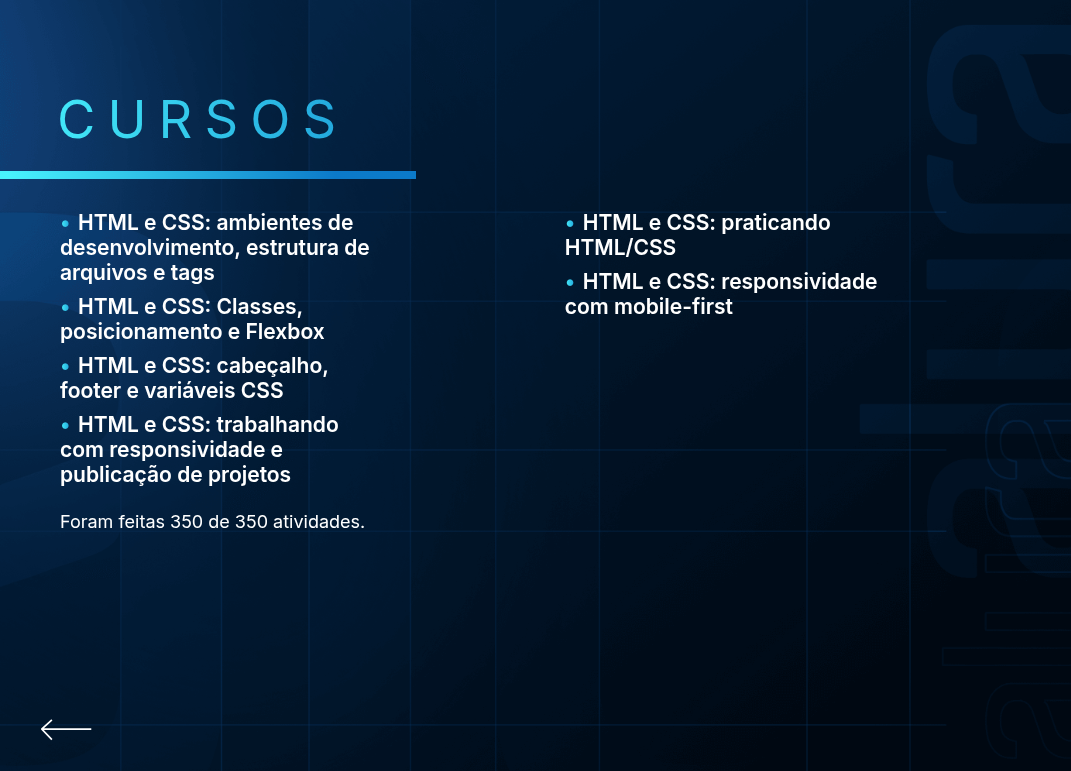 CURSOS
• HTML e CSS: ambientes de
desenvolvimento, estrutura de
arquivos e tags
• HTML e CSS: Classes,
posicionamento e Flexbox
• HTML e CSS: cabeçalho,
footer e variáveis CSS
• HTML e CSS: trabalhando
com responsividade e
publicação de projetos
Foram feitas 350 de 350 atividades.
• HTML e CSS: praticando
HTML/CSS
• HTML e CSS: responsividade
com mobile-first
alura
alura